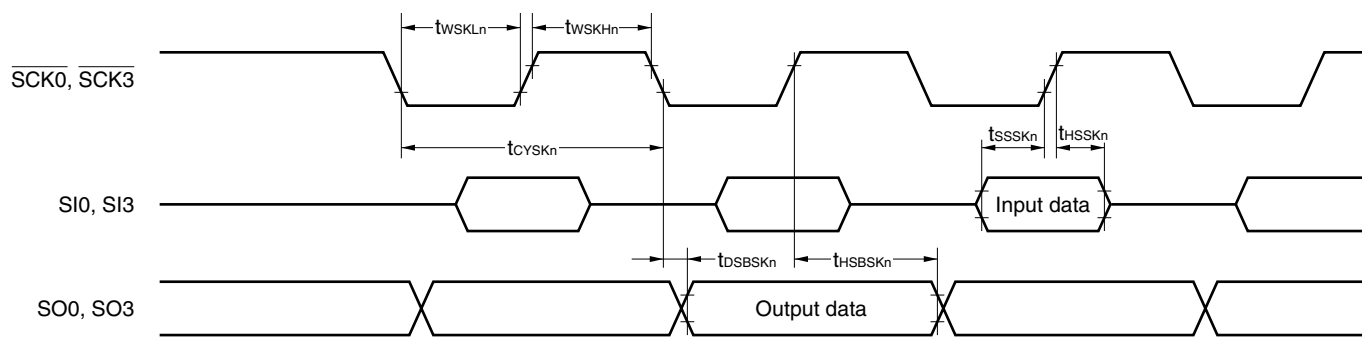 tWSKLn tWSKHn
SCK0, SCK3
tCYSKn tSSSKn tHSSKn
SI0, SI3 Input data
tDSBSKn tHSBSKn
SO0, SO3 Output data